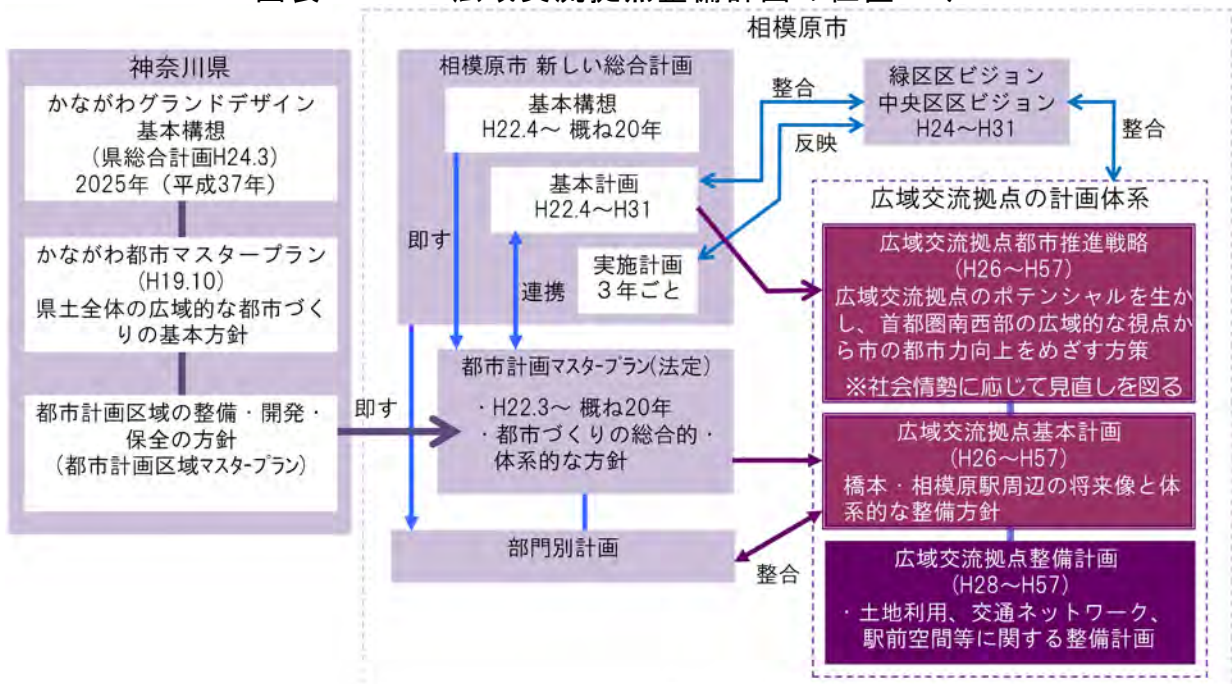 相模原市
神奈川県
かながわグランドデザイン
基本構想
(県総合計画H24.3)
2025年(平成37年)
かながわ都市マスタープラン
(H19.10)
県土全体の広域的な都市づく
りの基本方針
都市計画区域の整備・開発・
保全の方針
(都市計画区域マスタープラン)
相模原市 新しい総合計画
基本構想
H22.4~ 概ね20年
基本計画
H22.4~H31
実施計画
3年ごと
即す
連携
即す
都市計画マスタープラン(法定)
・H22.3~ 概ね20年
・都市づくりの総合的・
体系的な方針
部門別計画
整合
反映
緑区区ビジョン
中央区区ビジョン
H24~H31
整合
広域交流拠点の計画体系
広域交流拠点都市推進戦略
(H26~H57)
広域交流拠点のポテンシャルを生か
し、首都圏南西部の広域的な視点か
ら市の都市力向上をめざす方策
※社会情勢に応じて見直しを図る
広域交流拠点基本計画
(H26~H57)
橋本・相模原駅周辺の将来像と体
系的な整備方針
整合
広域交流拠点整備計画
(H28~H57)
・土地利用、交通ネットワーク、
駅前空間等に関する整備計画